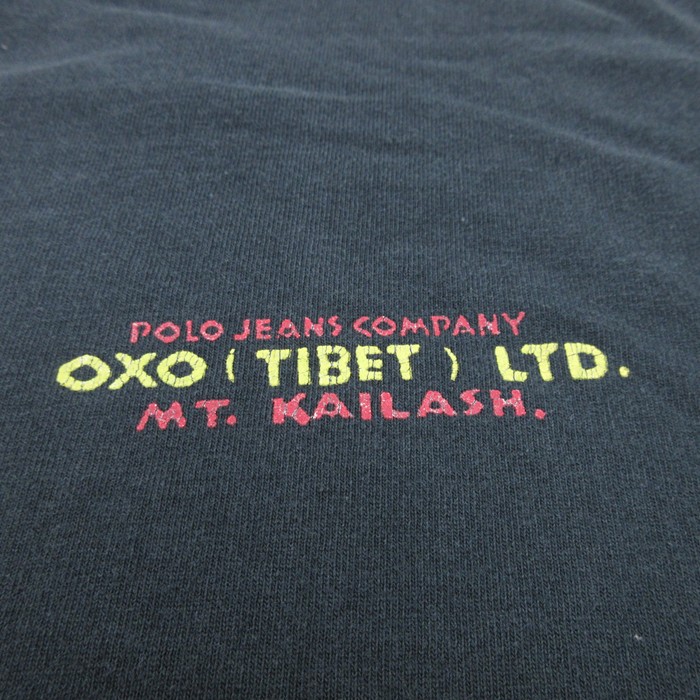 POLO JEANS COMPANY
OXO (TIBET) LTD.
MT. KAILASH.